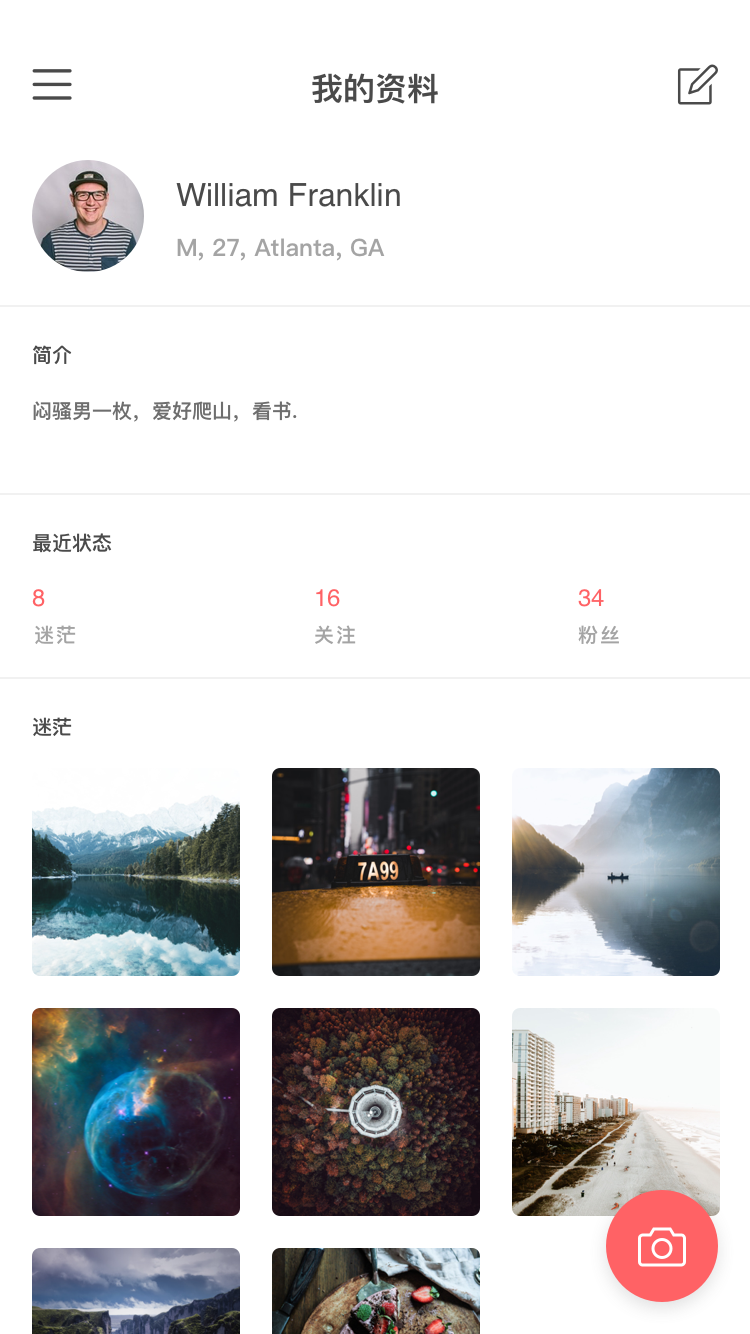 我的资料
William Franklin
M, 27, Atlanta, GA
简介
闷骚男一枚，爱好爬山，看书.
最近状态
8 16 34
迷茫 关注 粉丝
迷茫
7A99